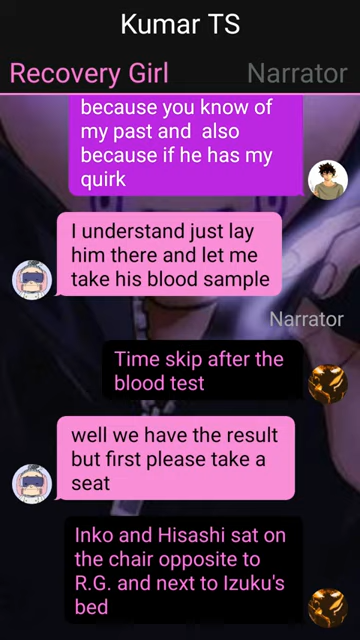 Kumar TS
Recovery Girl
Narrator
because you know of
my past and also
because if he has my
quirk
I understand just lay
him there and let me
take his blood sample
Narrator
Time skip after the
blood test
well we have the result
but first please take a
seat
Inko and Hisashi sat on
the chair opposite to
R.G. and next to Izuku's
bed